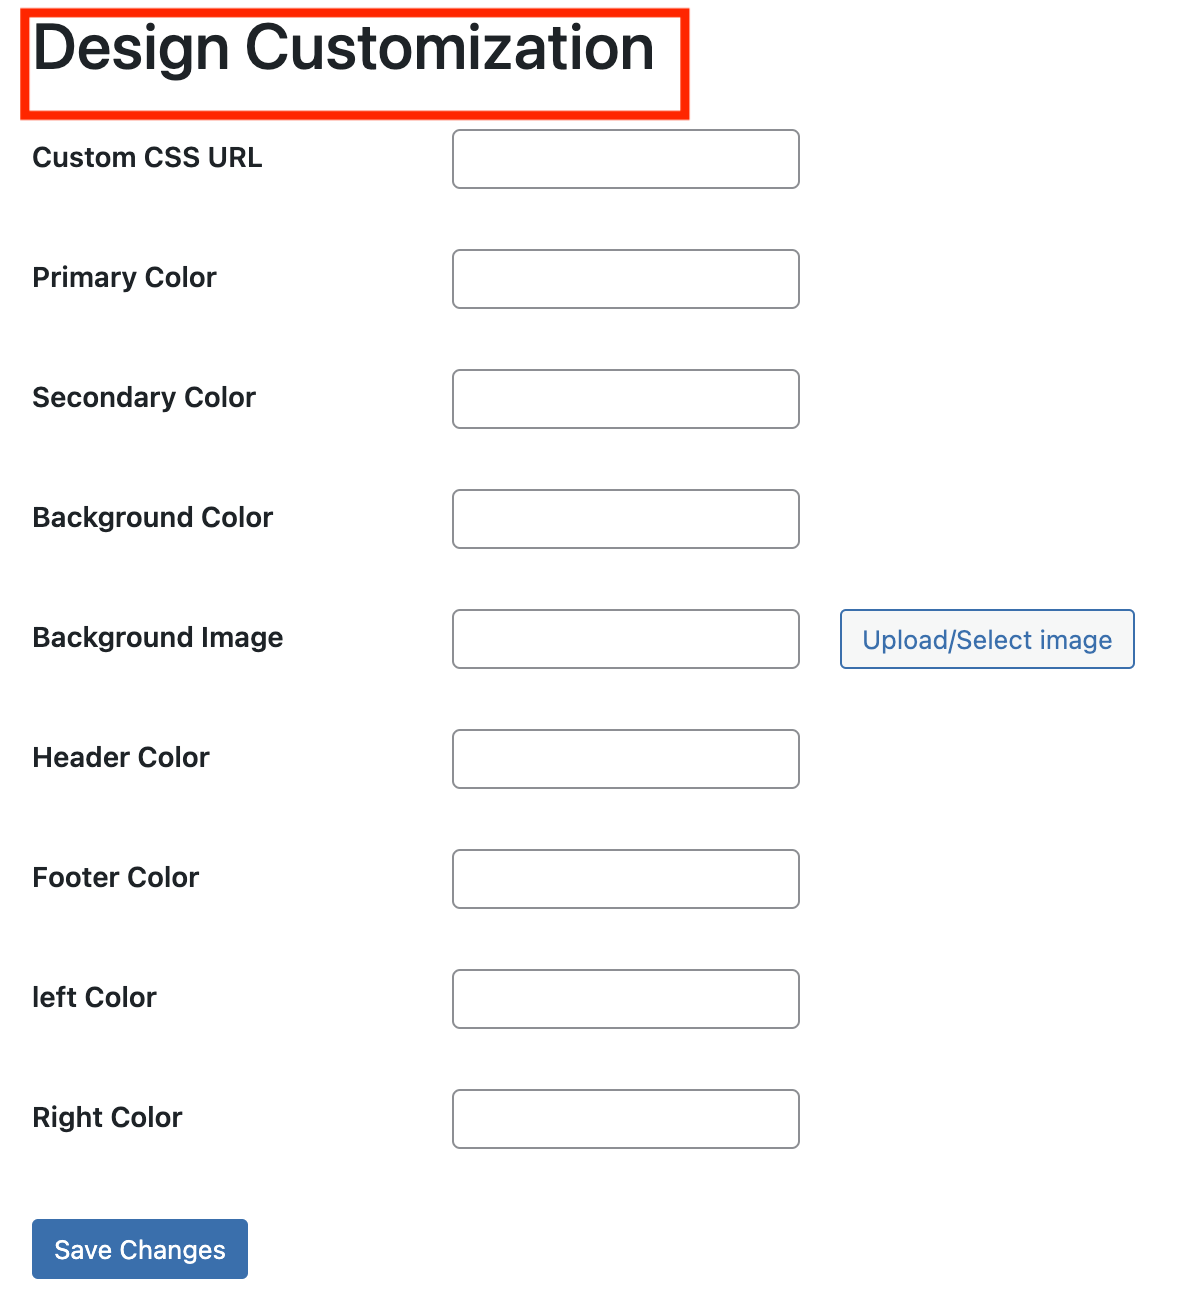 Design Customization
Custom CSS URL
Primary Color
Secondary Color
Background Color
Background Image
Upload/Select image
Header Color
Footer Color
left Color
Right Color
Save Changes